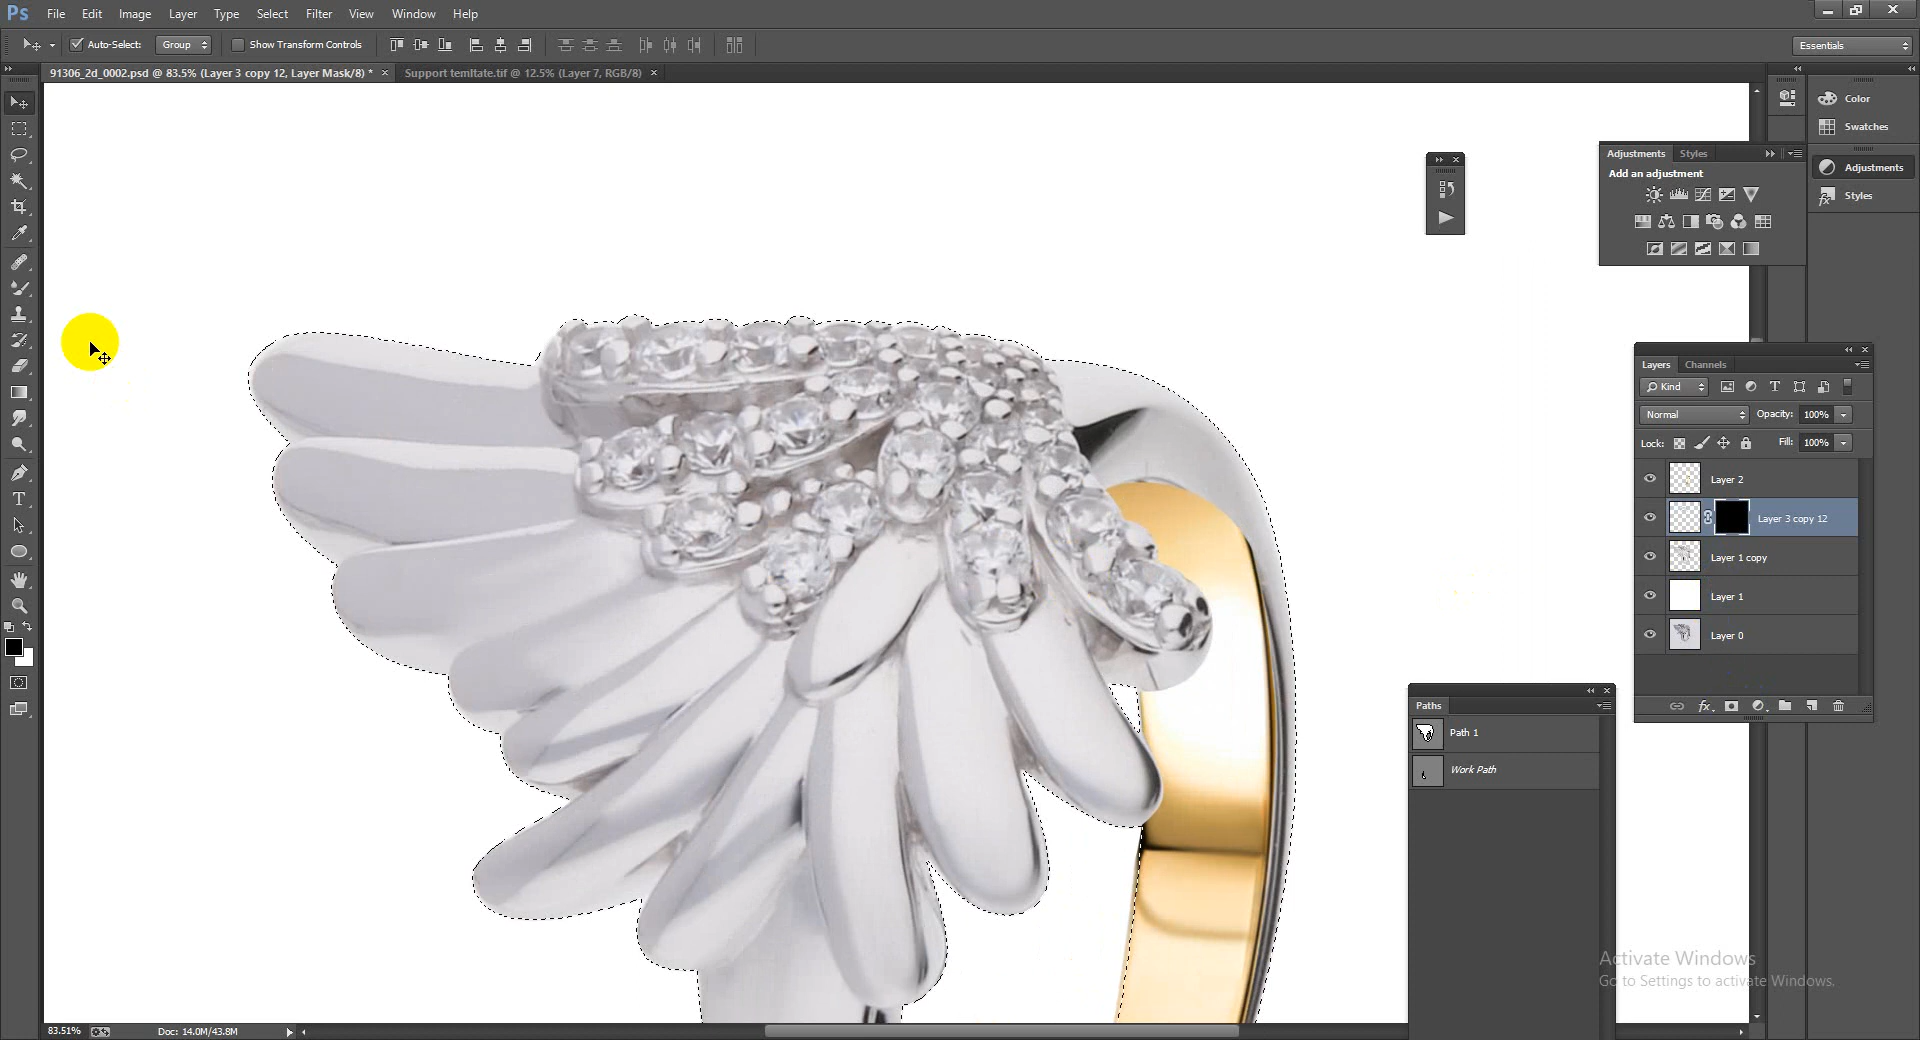 Ps File Edit Image Layer Type Select Filter Analysis View Window Help
Auto-Select: Group Show Transform Controls Essentials
91306_2d_0002.psd @ 83.5% (Layer 3 copy 12, Layer Mask/8) * × Support temltate.tif @ 12.5% (Layer 7, RGB/8) ×
Color
Swatches
Adjustments
Styles
Adjustments Styles
Add an adjustment
Layers Channels
Kind
Normal Opacity: 100%
Lock: Fill: 100%
Layer 2
Layer 3 copy 12
Layer 1 copy
Layer 1
Layer 0
Paths
Path 1
Work Path
Activate Windows
Go to Settings to activate Windows.
83.51% Doc: 14.0M/43.8M